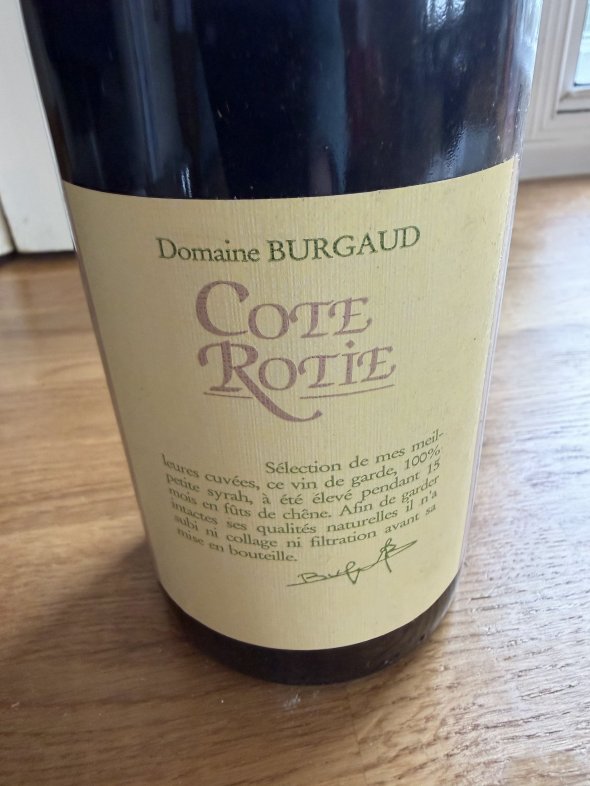 Domaine BURGAUD
COTE
ROTIE
Sélection de mes meil-
leures cuvées, ce vin de garde, 100%
petite syrah, à été élevé pendant 15
mois en fûts de chêne. Afin de garder
intactes ses qualités naturelles il n'a
subi ni collage ni filtration avant sa
mise en bouteille.